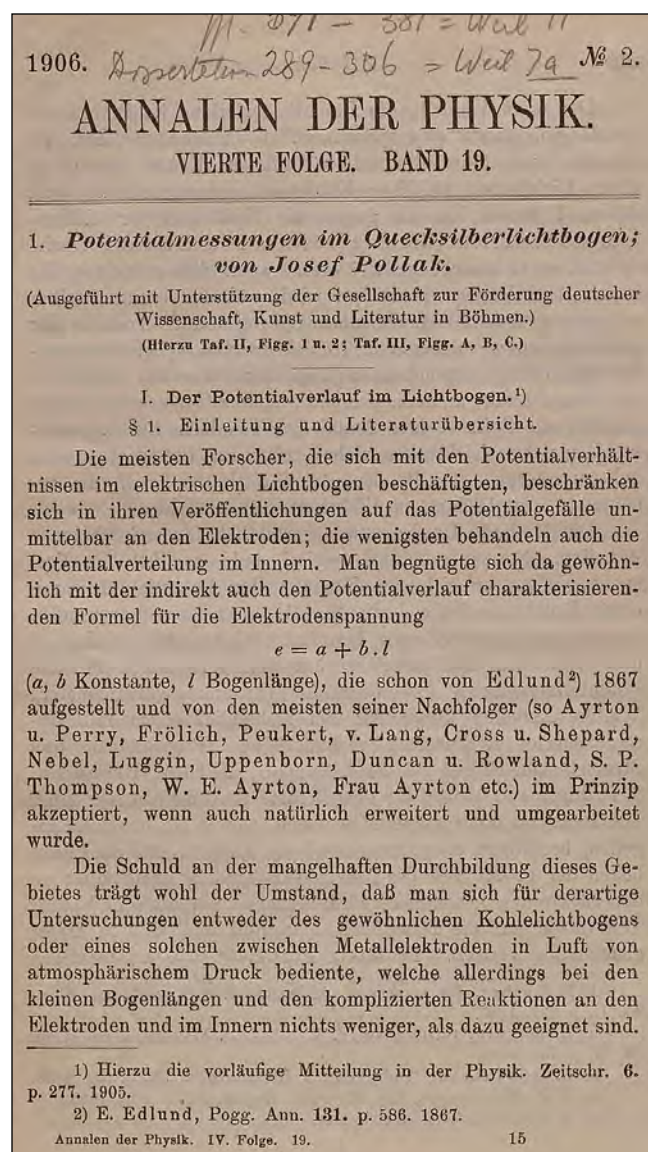 371 - 381 = Weil 11
1906. Dissertation 289-306 = Weil 7a № 2.
ANNALEN DER PHYSIK.
VIERTE FOLGE. BAND 19.
1. Potentialmessungen im Quecksilberlichtbogen;
von Josef Pollak.
(Ausgeführt mit Unterstützung der Gesellschaft zur Förderung deutscher
Wissenschaft, Kunst und Literatur in Böhmen.)
(Hierzu Taf. II, Figg. 1 u. 2; Taf. III, Figg. A, B, C.)
I. Der Potentialverlauf im Lichtbogen.¹)
§ 1. Einleitung und Literaturübersicht.
Die meisten Forscher, die sich mit den Potentialverhält-
nissen im elektrischen Lichtbogen beschäftigten, beschränken
sich in ihren Veröffentlichungen auf das Potentialgefälle un-
mittelbar an den Elektroden; die wenigsten behandeln auch die
Potentialverteilung im Innern. Man begnügte sich da gewöhn-
lich mit der indirekt auch den Potentialverlauf charakterisieren-
den Formel für die Elektrodenspannung
e = a + b . l
(a, b Konstante, l Bogenlänge), die schon von Edlund²) 1867
aufgestellt und von den meisten seiner Nachfolger (so Ayrton
u. Perry, Frölich, Peukert, v. Lang, Cross u. Shepard,
Nebel, Luggin, Uppenborn, Duncan u. Rowland, S. P.
Thompson, W. E. Ayrton, Frau Ayrton etc.) im Prinzip
akzeptiert, wenn auch natürlich erweitert und umgearbeitet
wurde.
Die Schuld an der mangelhaften Durchbildung dieses Ge-
bietes trägt wohl der Umstand, daß man sich für derartige
Untersuchungen entweder des gewöhnlichen Kohlelichtbogens
oder eines solchen zwischen Metallelektroden in Luft von
atmosphärischem Druck bediente, welche allerdings bei den
kleinen Bogenlängen und den komplizierten Reaktionen an den
Elektroden und im Innern nichts weniger, als dazu geeignet sind.
1) Hierzu die vorläufige Mitteilung in der Physik. Zeitschr. 6.
p. 277. 1905.
2) E. Edlund, Pogg. Ann. 131. p. 586. 1867.
Annalen der Physik. IV. Folge. 19. 15